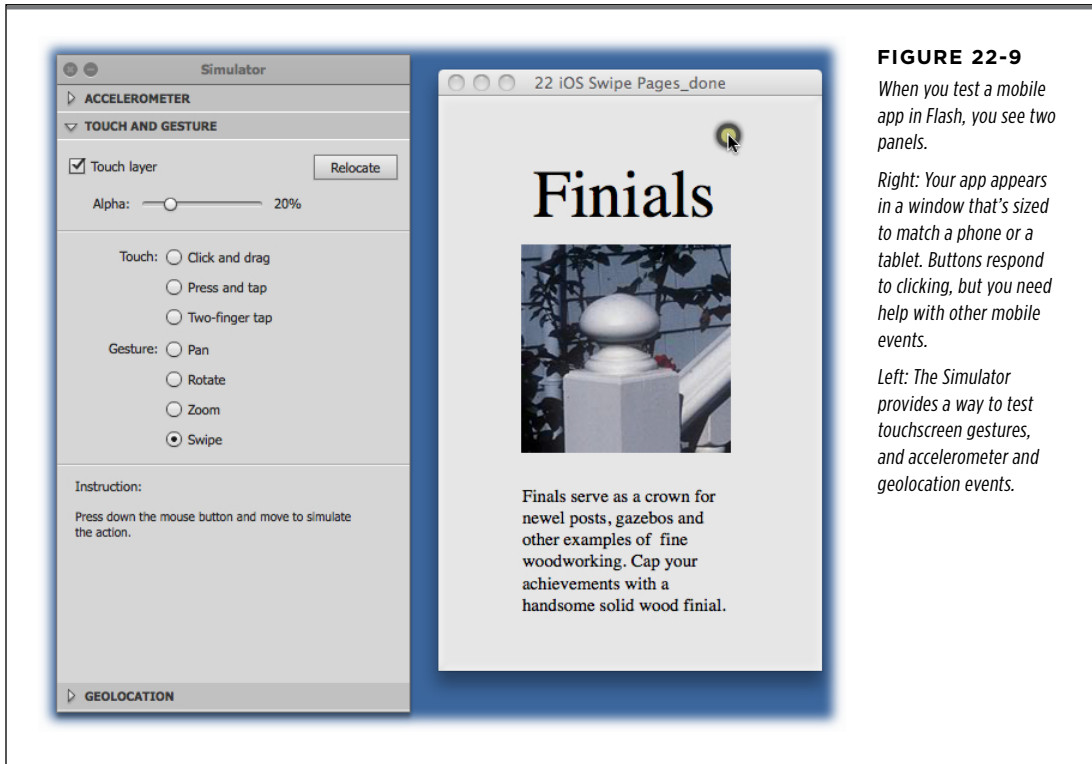 Simulator
ACCELEROMETER
TOUCH AND GESTURE
Touch layer
Relocate
Alpha:
20%
Touch:
Click and drag
Press and tap
Two-finger tap
Gesture:
Pan
Rotate
Zoom
Swipe
Instruction:
Press down the mouse button and move to simulate
the action.
GEOLOCATION
22 iOS Swipe Pages_done
Finials
Finals serve as a crown for
newel posts, gazebos and
other examples of  fine
woodworking. Cap your
achievements with a
handsome solid wood finial.
FIGURE 22-9
When you test a mobile
app in Flash, you see two
panels.
Right: Your app appears
in a window that's sized
to match a phone or a
tablet. Buttons respond
to clicking, but you need
help with other mobile
events.
Left: The Simulator
provides a way to test
touchscreen gestures,
and accelerometer and
geolocation events.